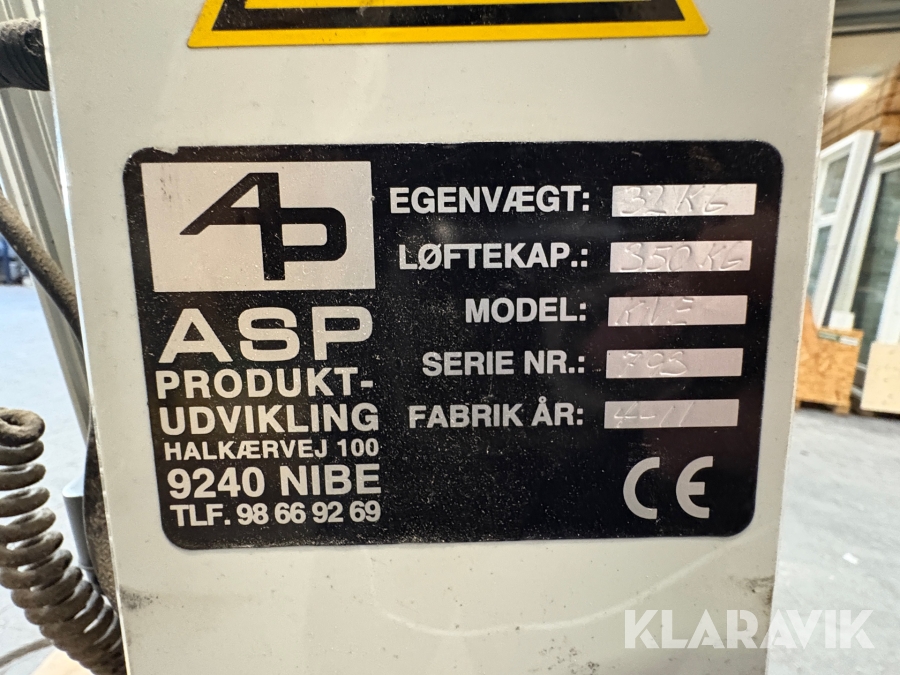 AP
ASP
PRODUKT-
UDVIKLING
HALKÆRVEJ 100
9240 NIBE
TLF. 98 66 92 69
EGENVÆGT: 32 KG
LØFTEKAP.: 350 KG
MODEL:
SERIE NR.: 793
FABRIK ÅR:
CE
KLARAVIK